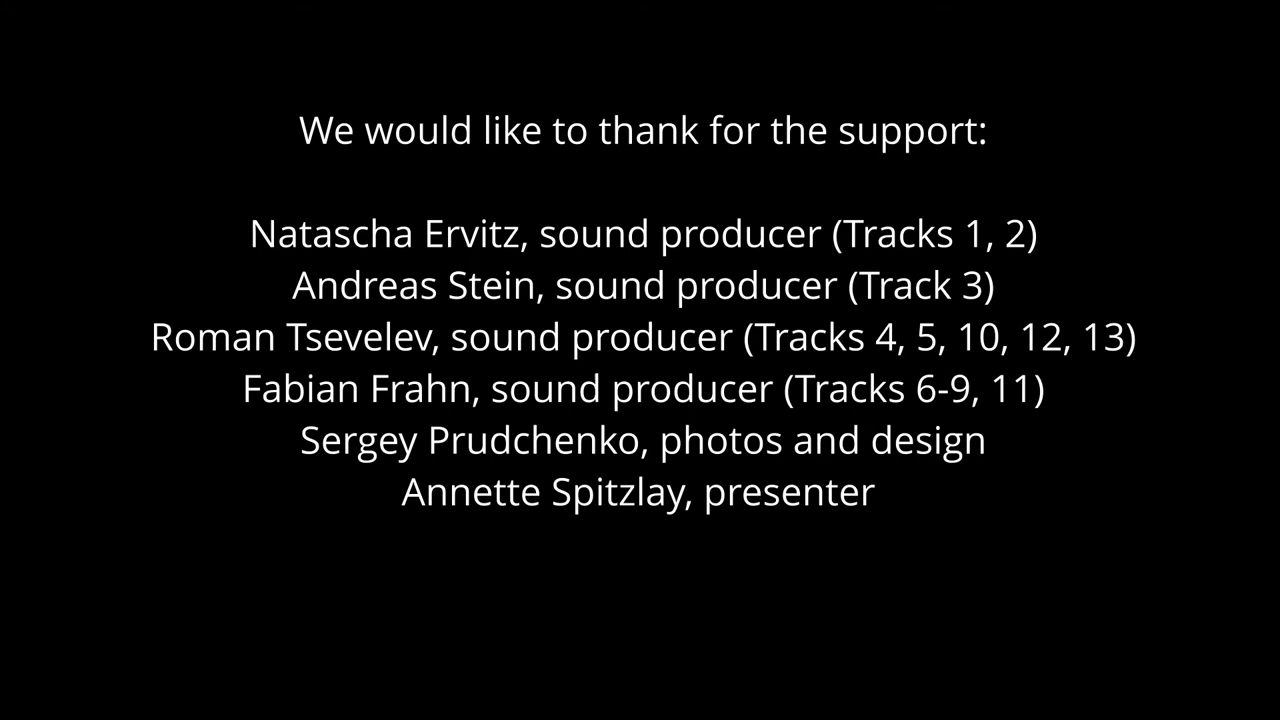 We would like to thank for the support:
Natascha Ervitz, sound producer (Tracks 1, 2)
Andreas Stein, sound producer (Track 3)
Roman Tsevelev, sound producer (Tracks 4, 5, 10, 12, 13)
Fabian Frahn, sound producer (Tracks 6-9, 11)
Sergey Prudchenko, photos and design
Annette Spitzlay, presenter